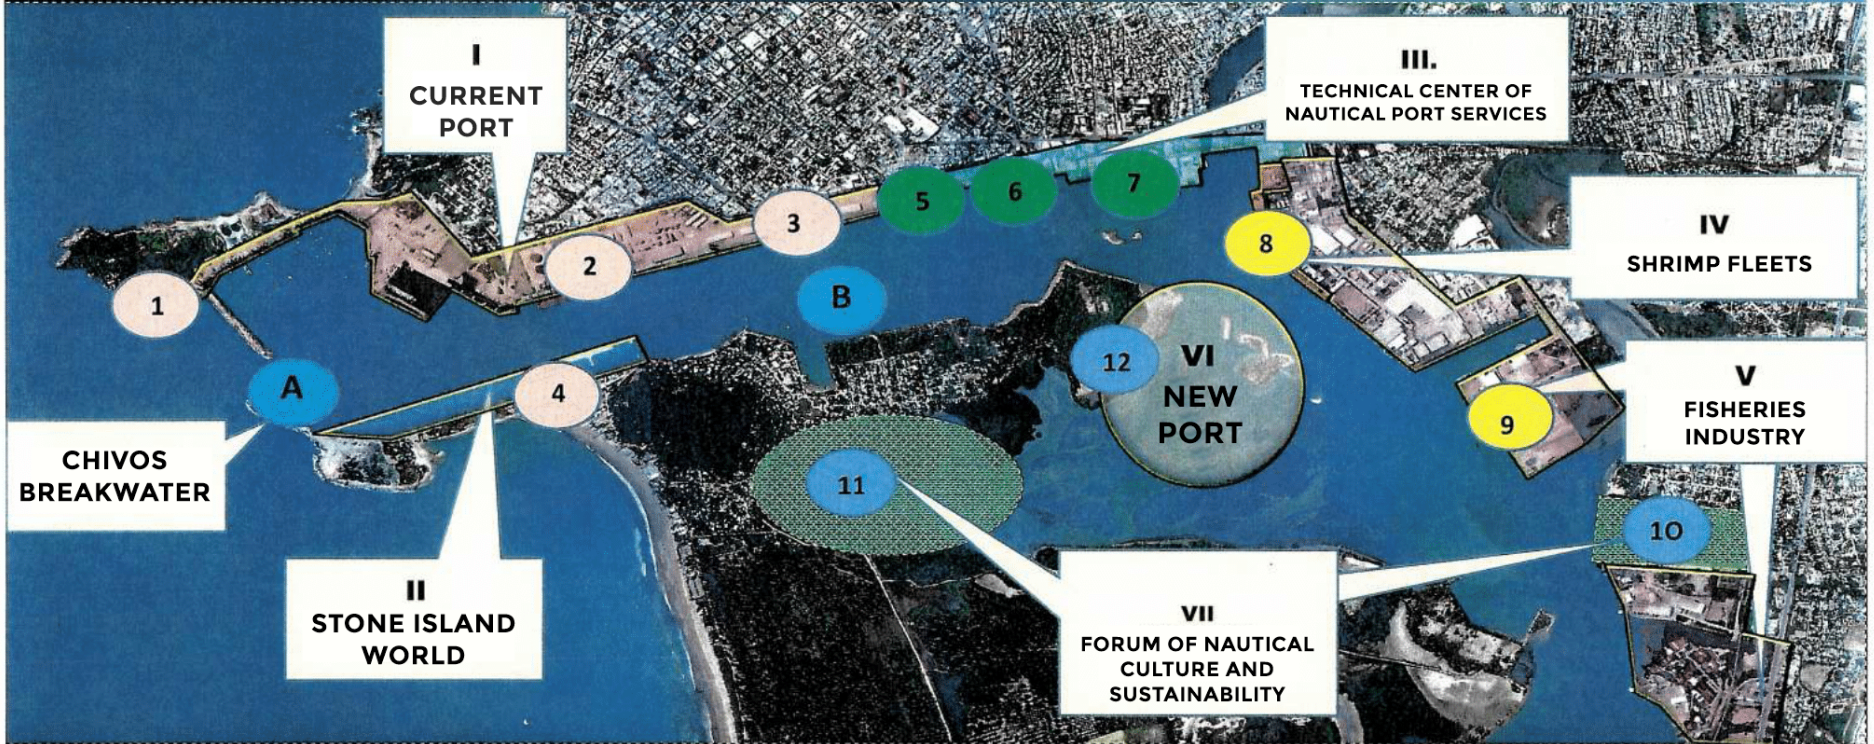 I
CURRENT
PORT
III.
TECHNICAL CENTER OF
NAUTICAL PORT SERVICES
IV
SHRIMP FLEETS
V
FISHERIES
INDUSTRY
1
2
3
4
5
6
7
8
9
10
11
12
A
B
VI
NEW
PORT
CHIVOS
BREAKWATER
II
STONE ISLAND
WORLD
VII
FORUM OF NAUTICAL
CULTURE AND
SUSTAINABILITY